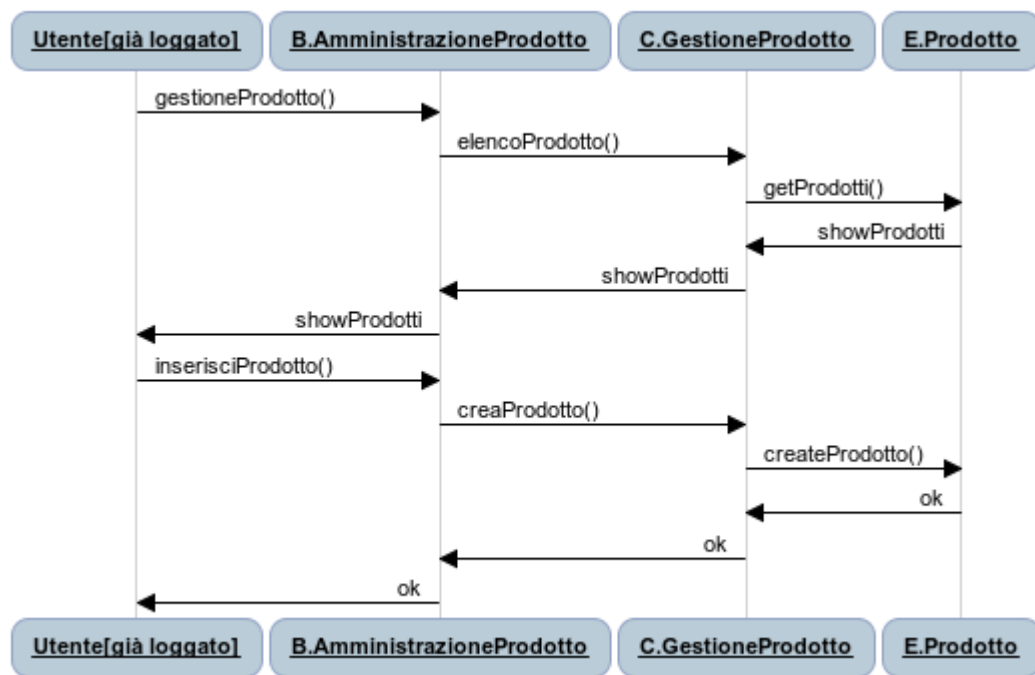 Utente[già loggato] B.AmministrazioneProdotto C.GestioneProdotto E.Prodotto
gestioneProdotto()
elencoProdotto()
getProdotti()
showProdotti
showProdotti
showProdotti
inserisciProdotto()
creaProdotto()
createProdotto()
ok
ok
ok
Utente[già loggato] B.AmministrazioneProdotto C.GestioneProdotto E.Prodotto